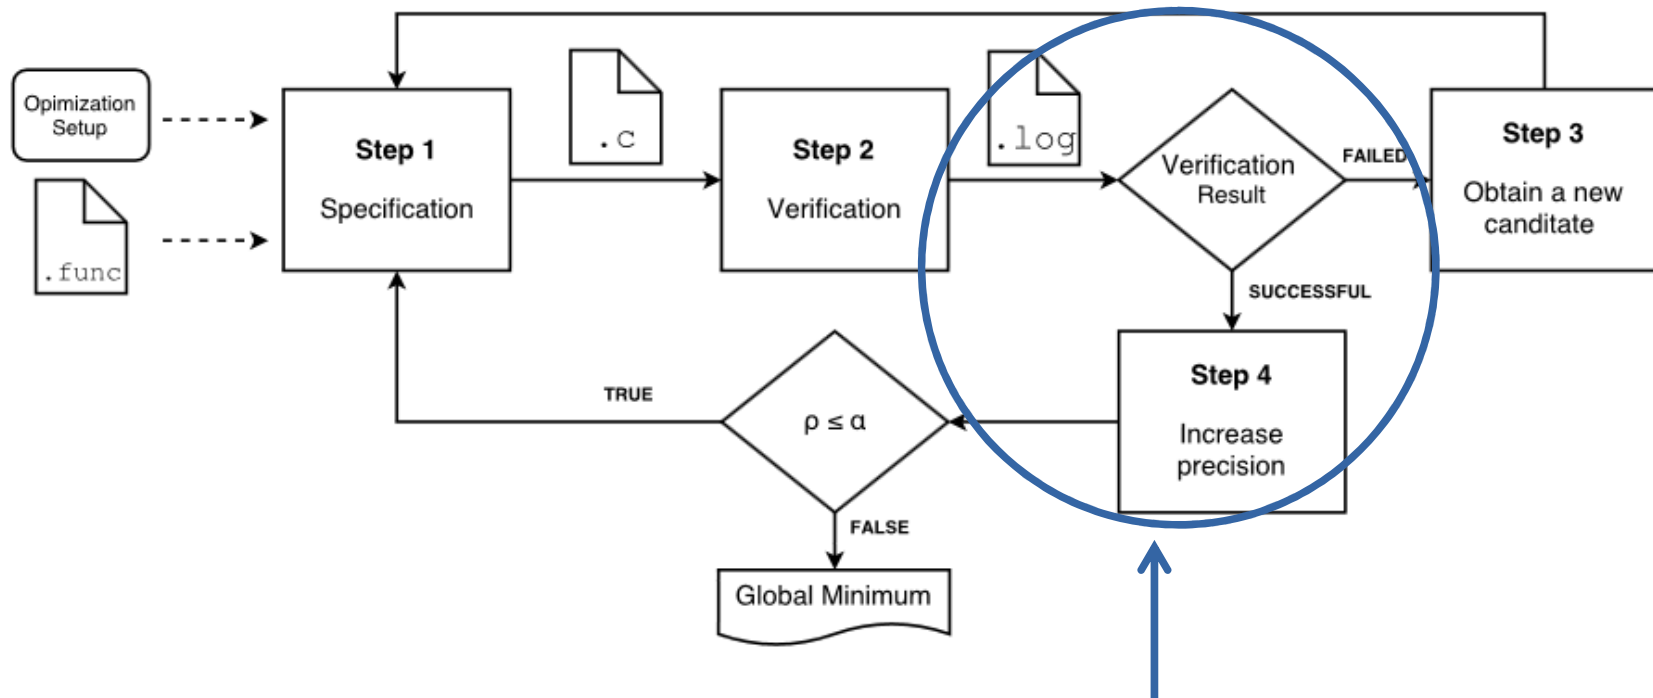 Opimization
Setup
.func
Step 1
Specification
.c
Step 2
Verification
.log
Verification
Result
FAILED
Step 3
Obtain a new
canditate
SUCCESSFUL
Step 4
Increase
precision
ρ ≤ α
TRUE
FALSE
Global Minimum